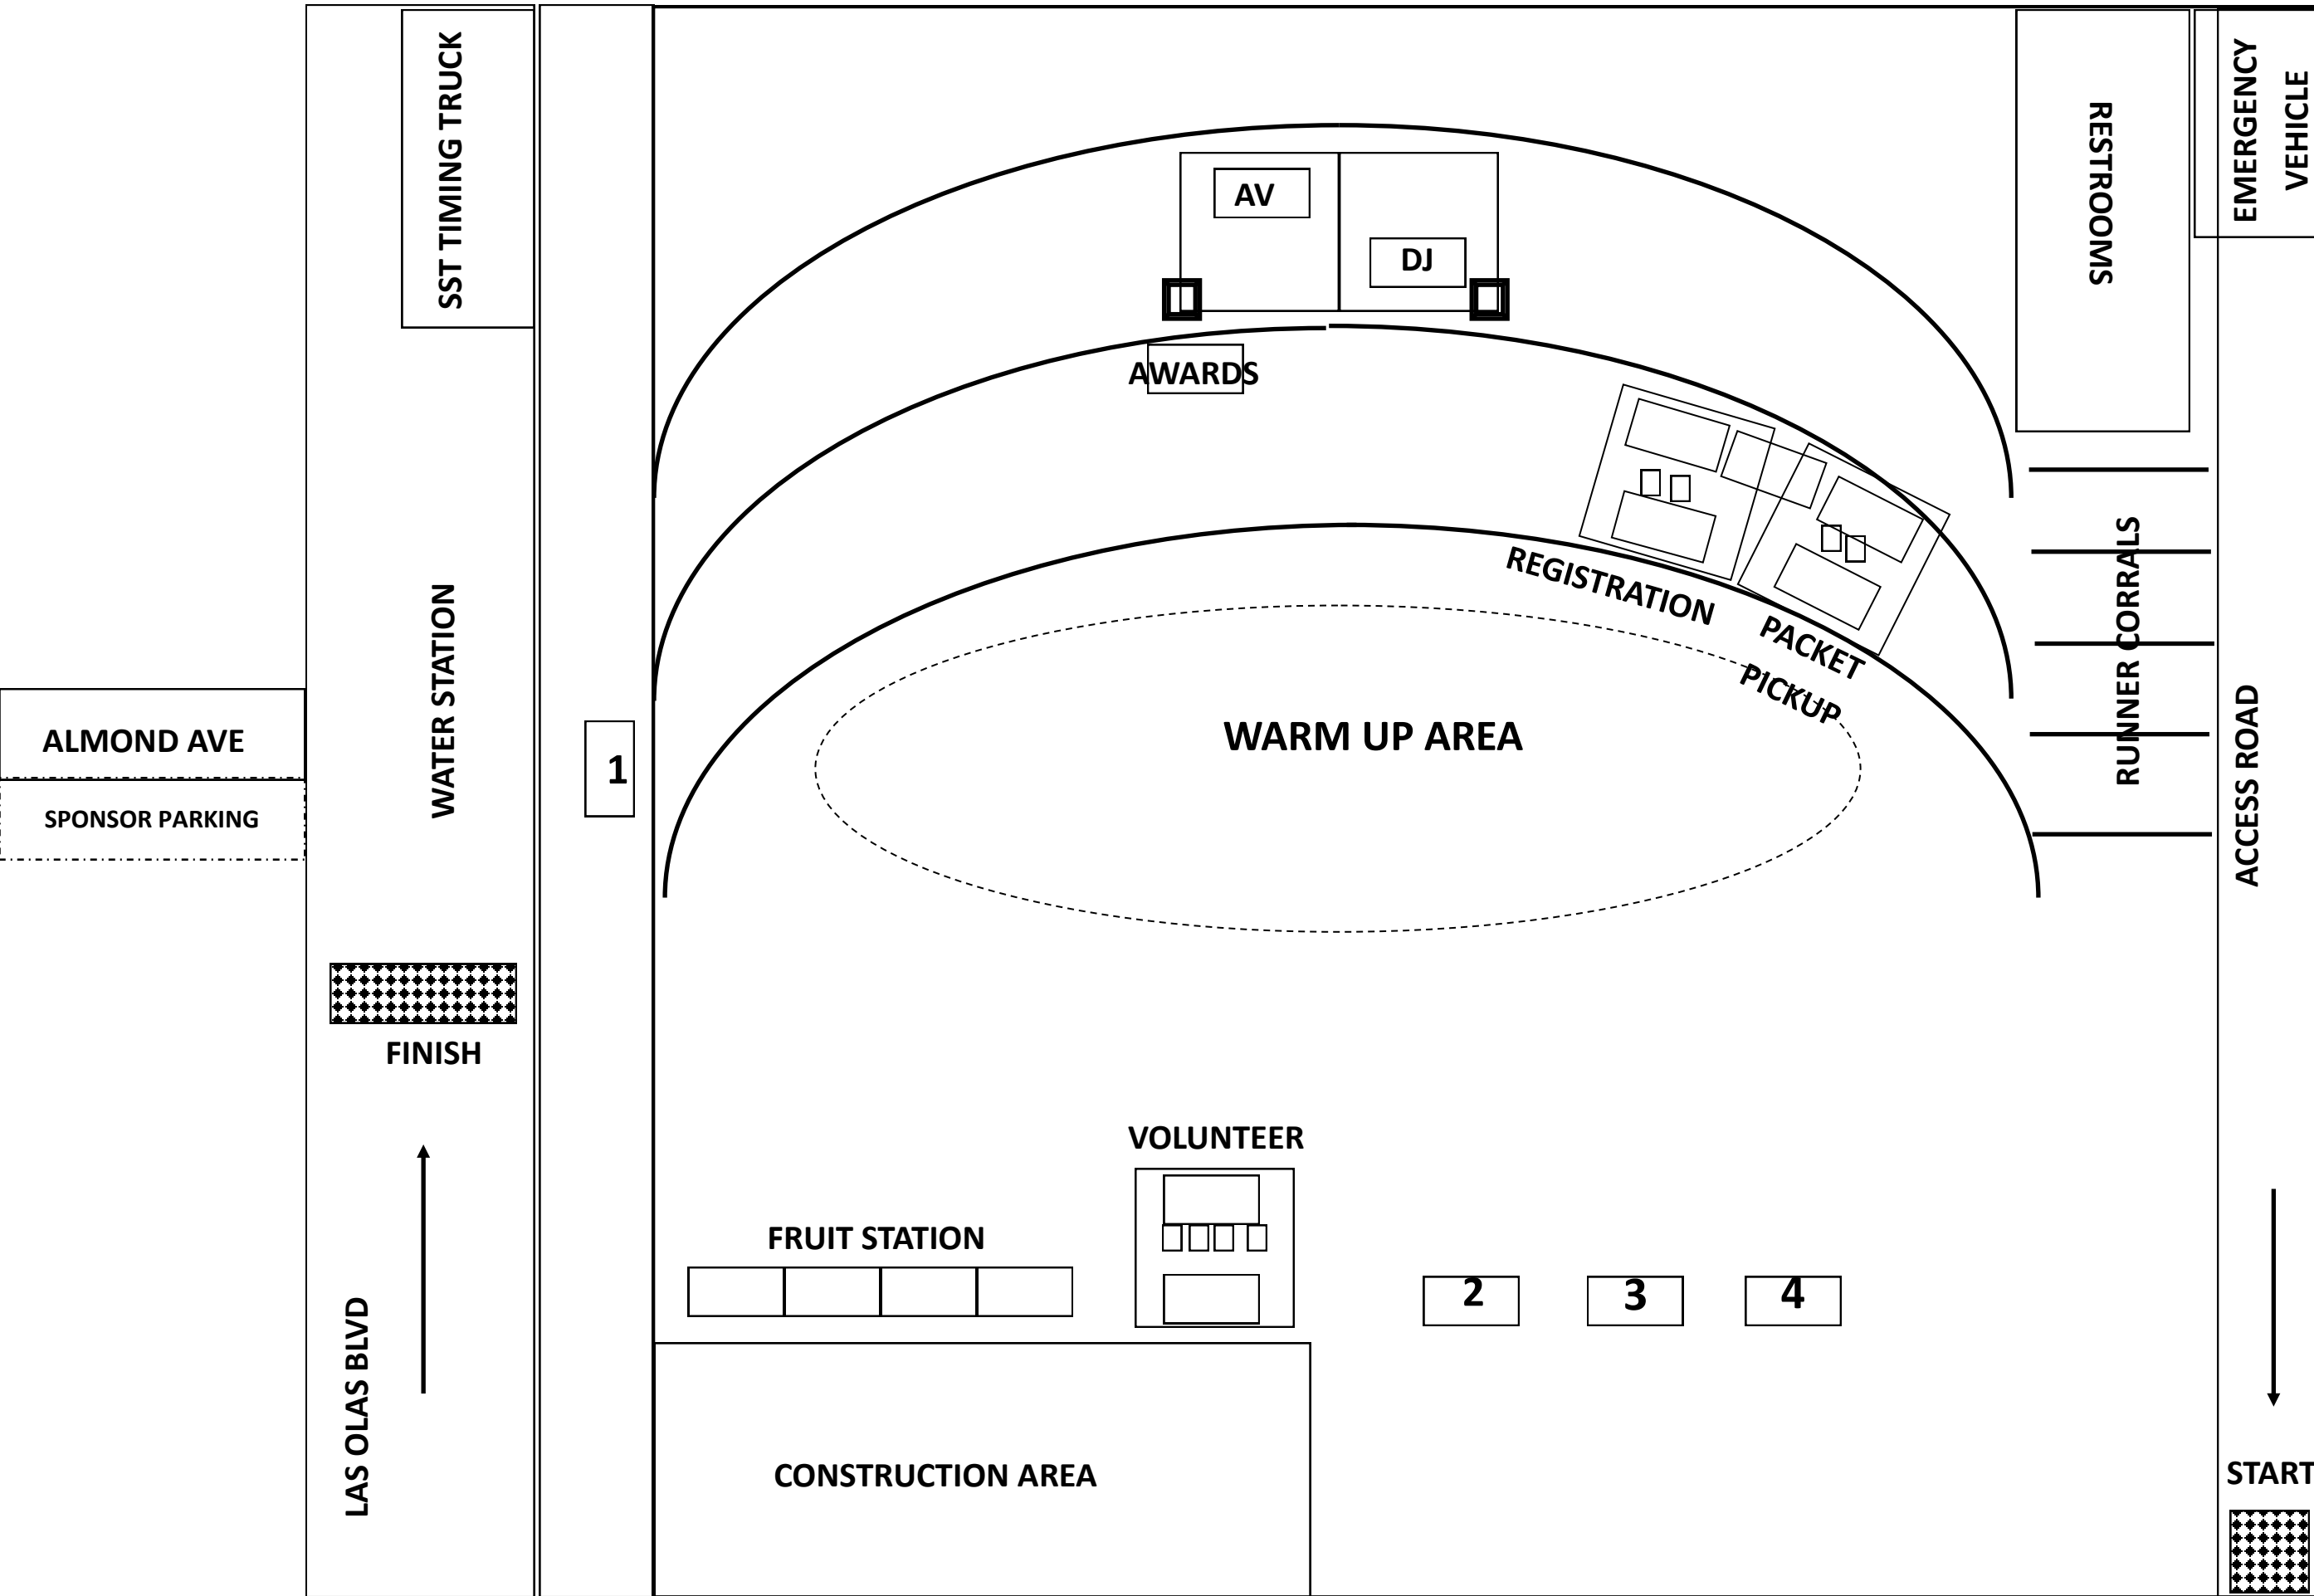 SST TIMING TRUCK
RESTROOMS
EMERGENCY
VEHICLE
AV
DJ
AWARDS
REGISTRATION
PACKET
PICKUP
RUNNER CORRALS
WATER STATION
ALMOND AVE
SPONSOR PARKING
1
WARM UP AREA
ACCESS ROAD
FINISH
VOLUNTEER
FRUIT STATION
2
3
4
LAS OLAS BLVD
CONSTRUCTION AREA
START